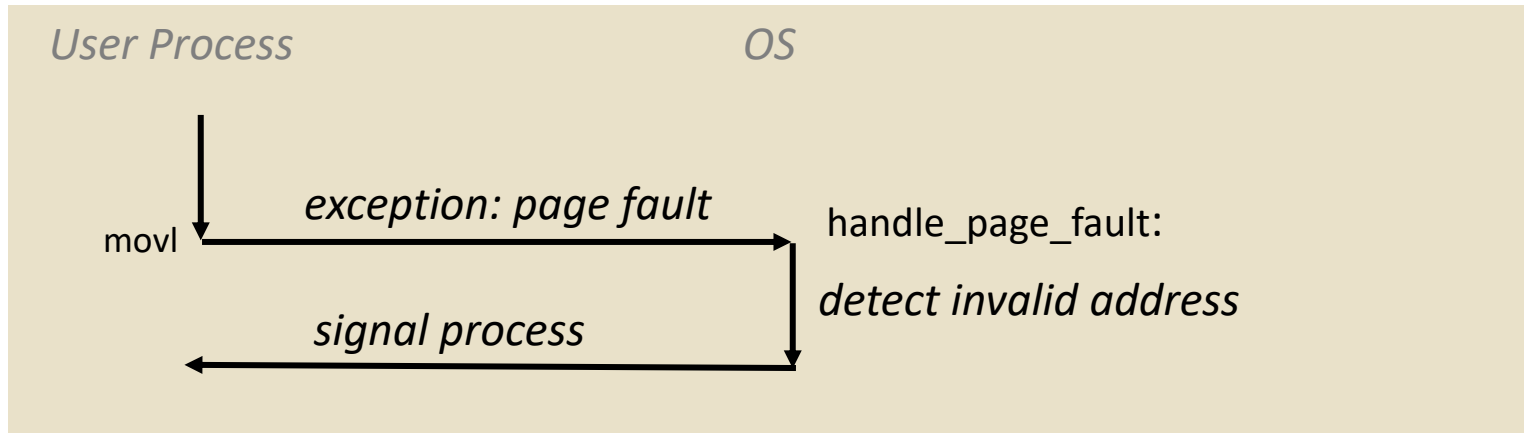 User Process
OS
exception: page fault
movl
handle_page_fault:
detect invalid address
signal process